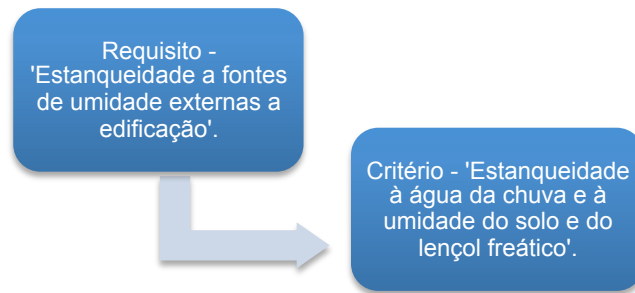 Requisito -
'Estanqueidade a fontes
de umidade externas a
edificação'.
Critério - 'Estanqueidade
à água da chuva e à
umidade do solo e do
lençol freático'.